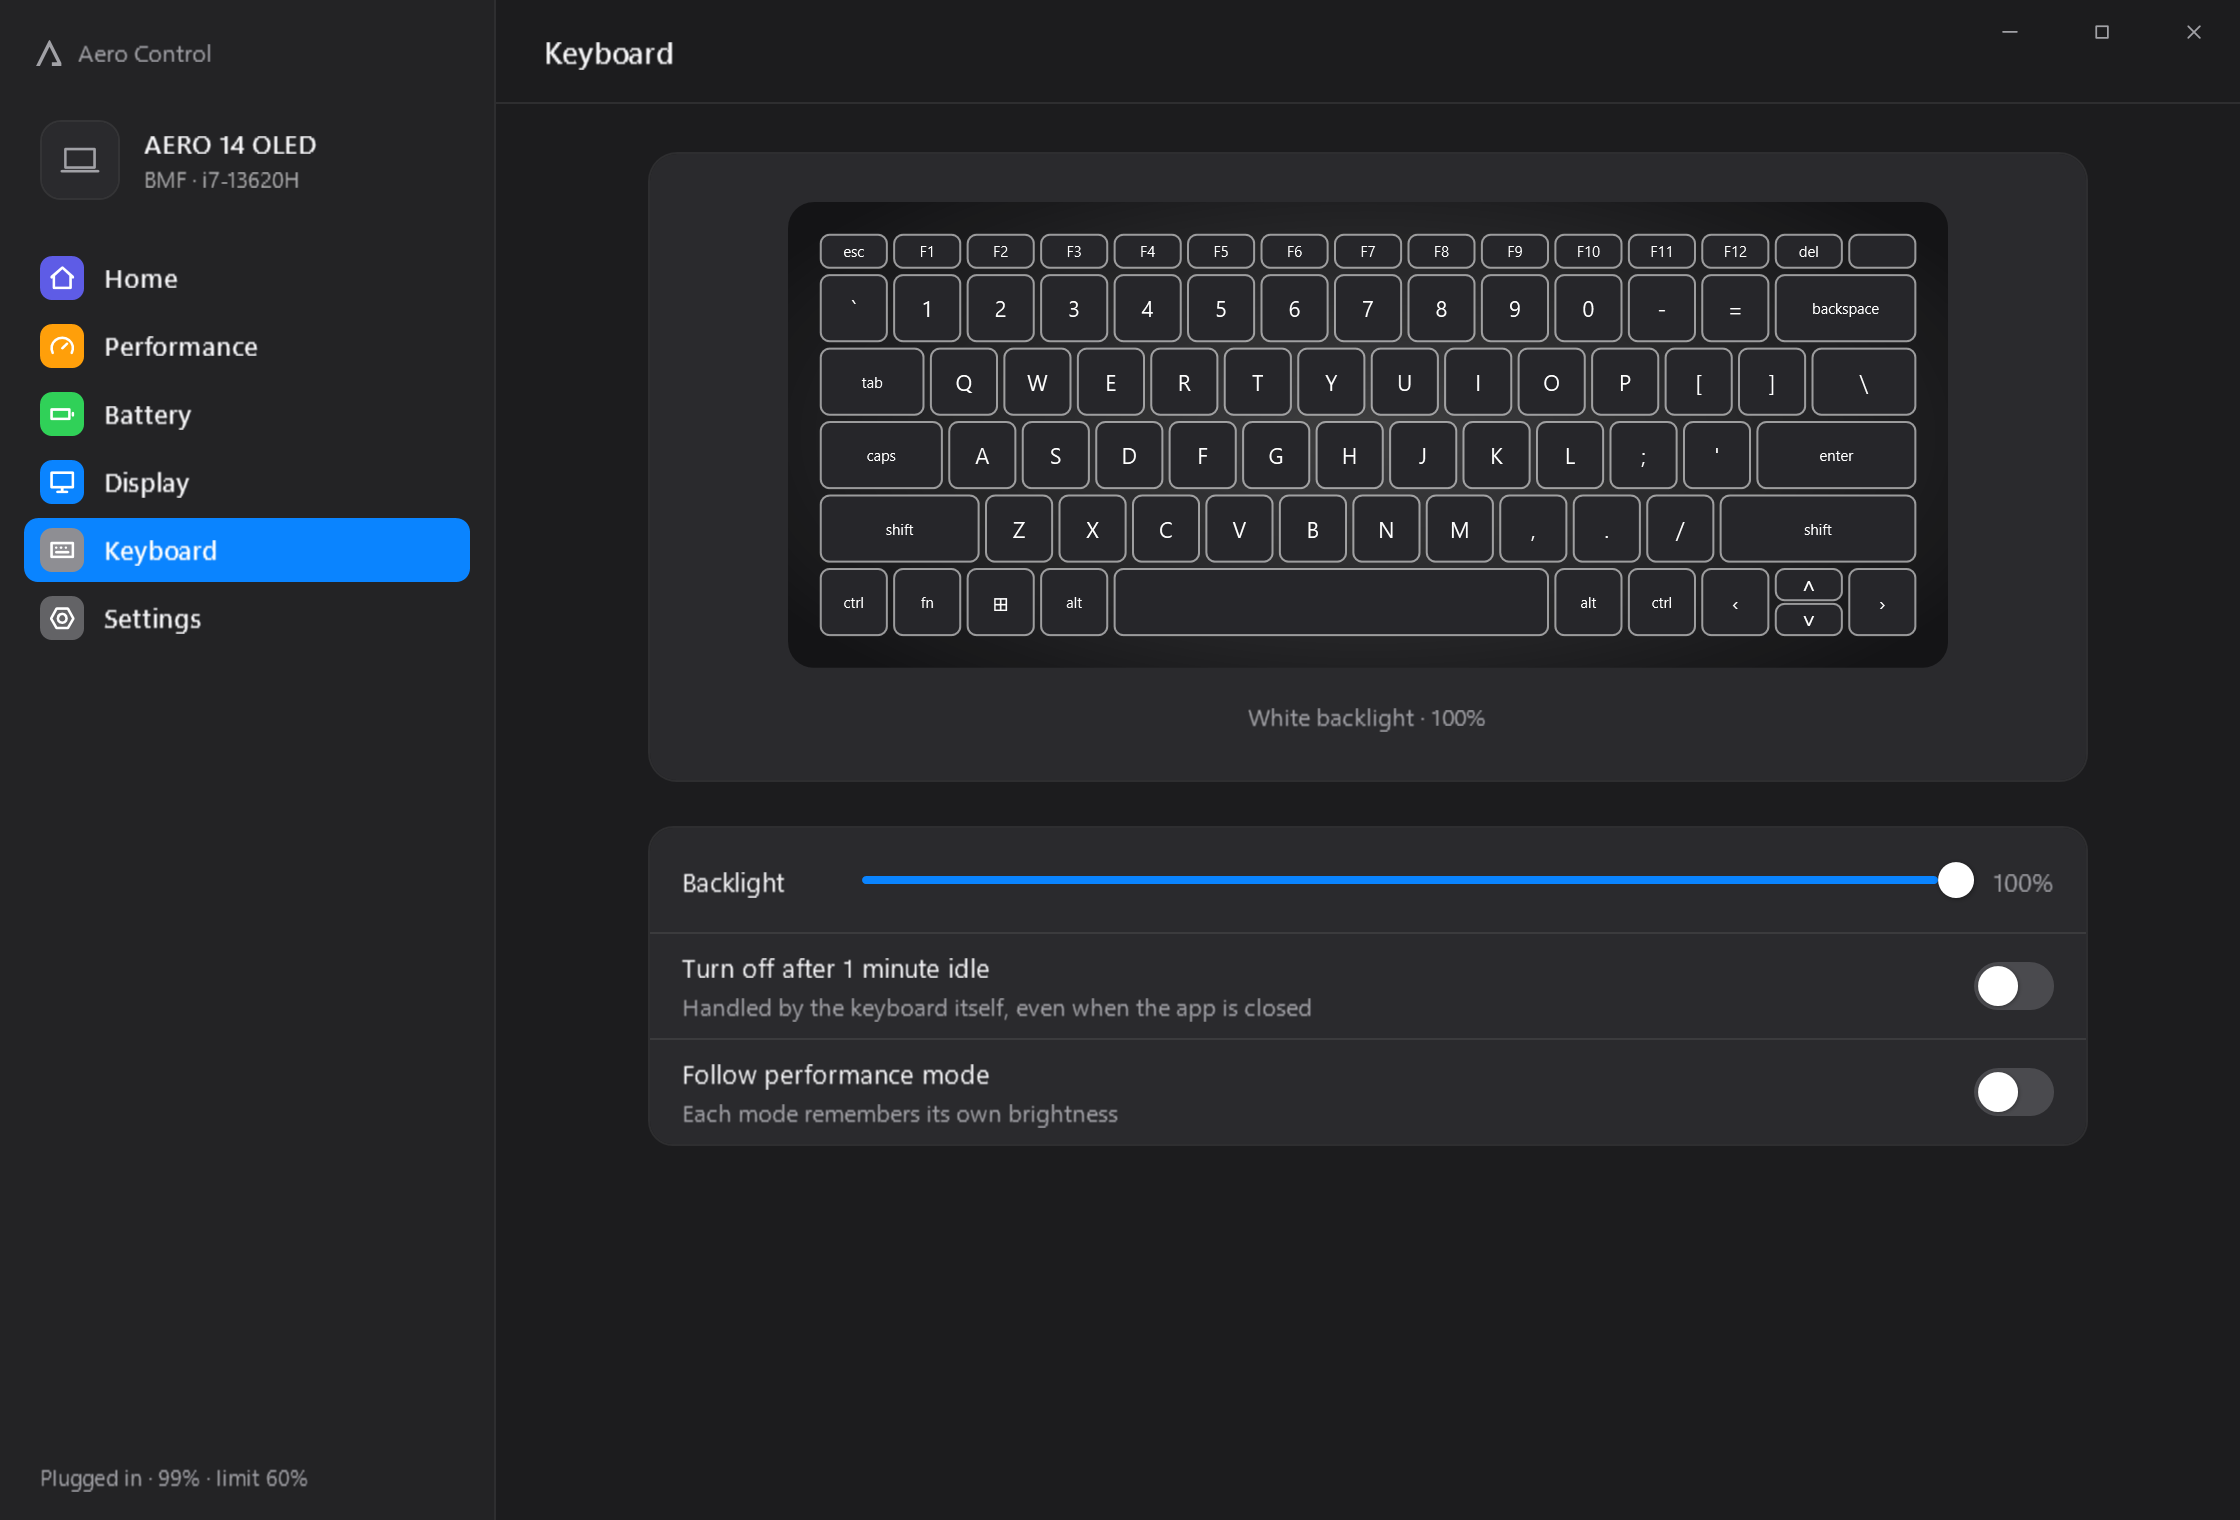 Aero Control
Keyboard
AERO 14 OLED
BMF · i7-13620H
Home
Performance
Battery
Display
Keyboard
Settings
esc F1 F2 F3 F4 F5 F6 F7 F8 F9 F10 F11 F12 del
` 1 2 3 4 5 6 7 8 9 0 - = backspace
tab Q W E R T Y U I O P [ ] \
caps A S D F G H J K L ; ' enter
shift Z X C V B N M , . / shift
ctrl fn ⊞ alt alt ctrl ‹ ˄ ˅ ›
White backlight · 100%
Backlight 100%
Turn off after 1 minute idle
Handled by the keyboard itself, even when the app is closed
Follow performance mode
Each mode remembers its own brightness
Plugged in · 99% · limit 60%